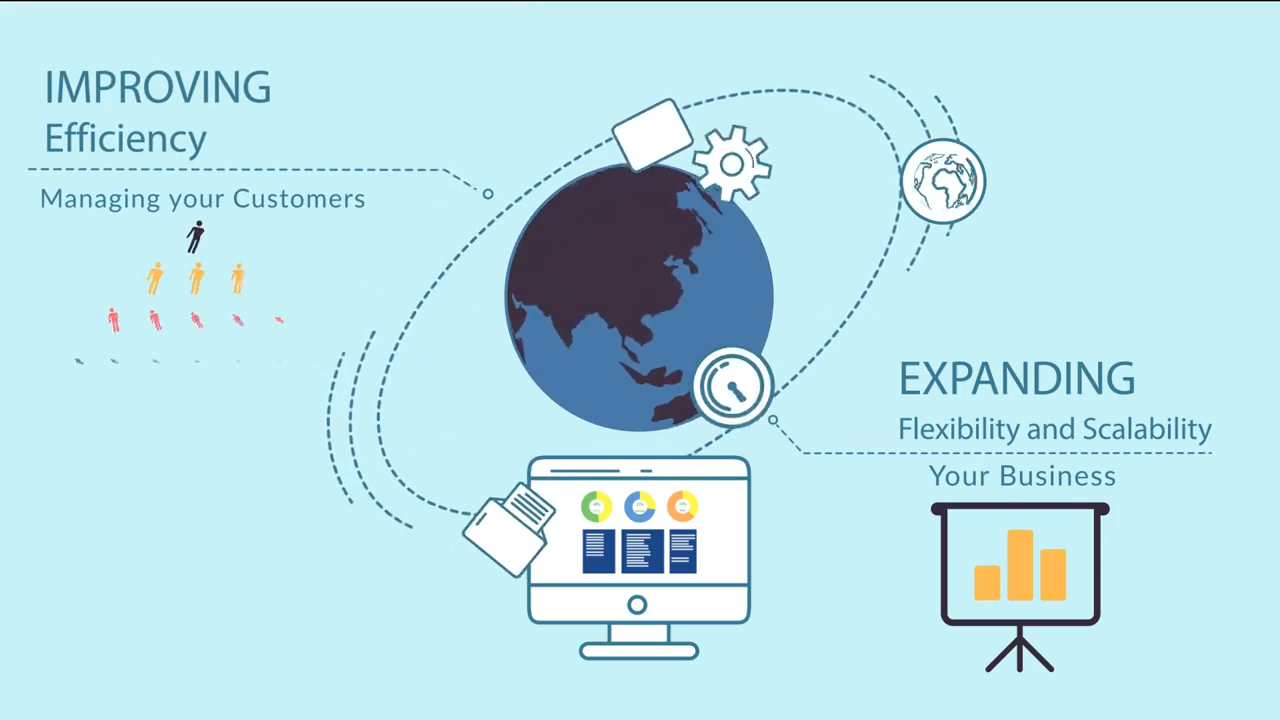 IMPROVING
Efficiency
Managing your Customers
EXPANDING
Flexibility and Scalability
Your Business